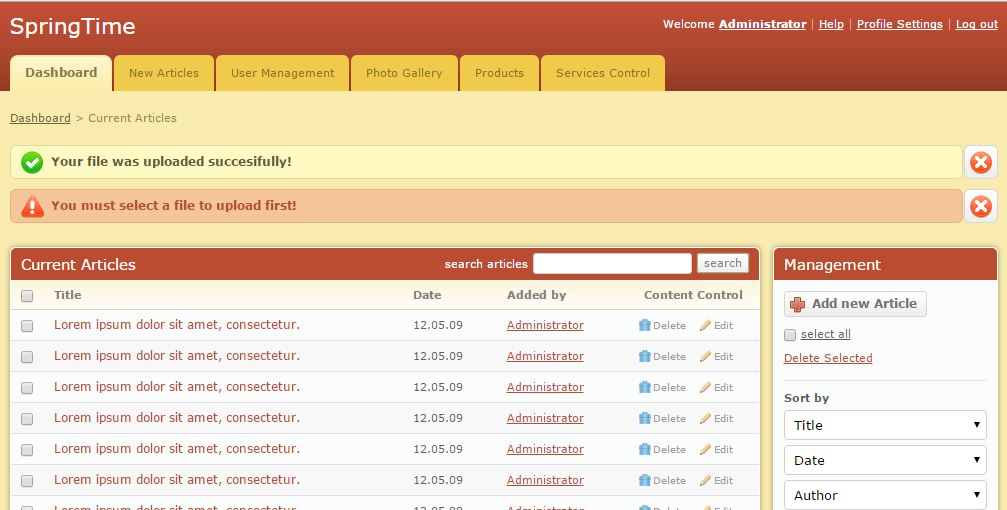 SpringTime
Welcome Administrator | Help | Profile Settings | Log out
Dashboard New Articles User Management Photo Gallery Products Services Control
Dashboard > Current Articles
Your file was uploaded succesifully!
You must select a file to upload first!
Current Articles search articles search
Title Date Added by Content Control
Lorem ipsum dolor sit amet, consectetur. 12.05.09 Administrator Delete Edit
Lorem ipsum dolor sit amet, consectetur. 12.05.09 Administrator Delete Edit
Lorem ipsum dolor sit amet, consectetur. 12.05.09 Administrator Delete Edit
Lorem ipsum dolor sit amet, consectetur. 12.05.09 Administrator Delete Edit
Lorem ipsum dolor sit amet, consectetur. 12.05.09 Administrator Delete Edit
Lorem ipsum dolor sit amet, consectetur. 12.05.09 Administrator Delete Edit
Lorem ipsum dolor sit amet, consectetur. 12.05.09 Administrator Delete Edit
Management
Add new Article
select all
Delete Selected
Sort by
Title
Date
Author